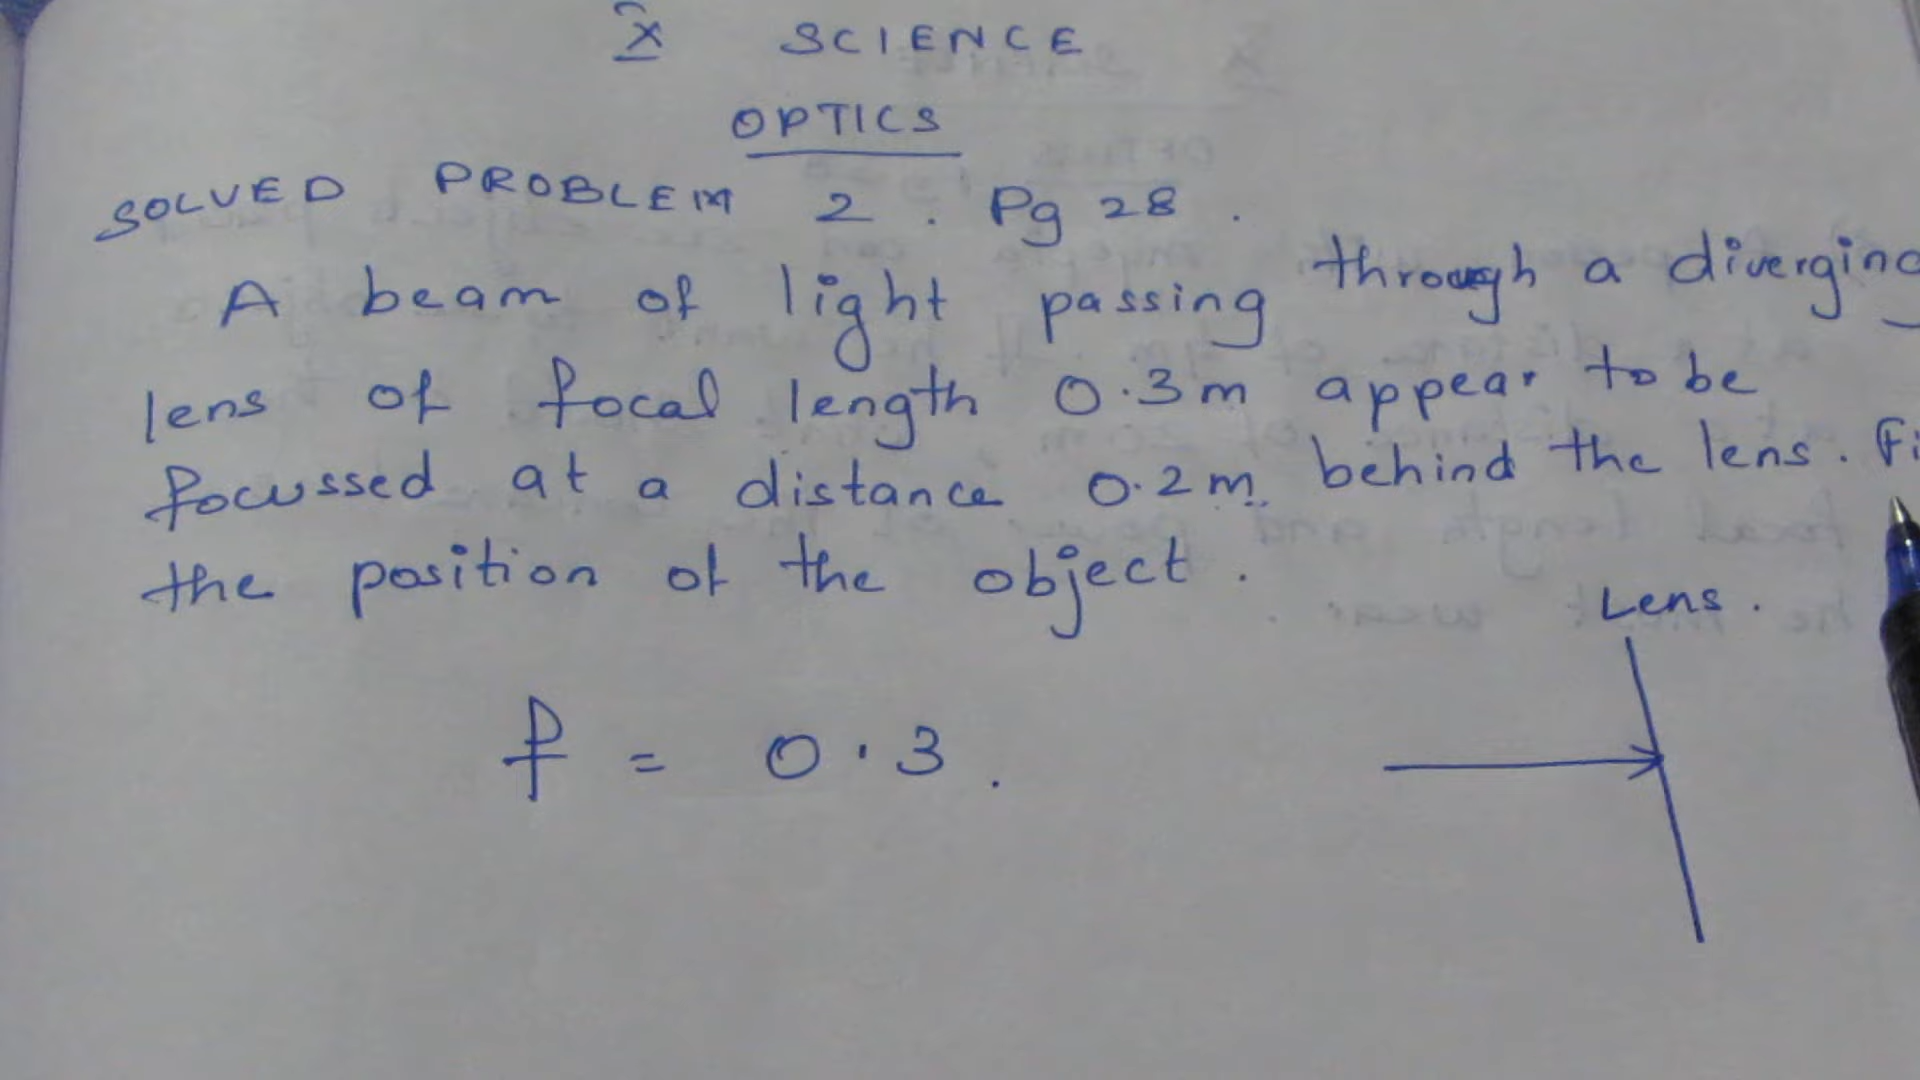 X SCIENCE
OPTICS
SOLVED PROBLEM 2. Pg 28.
A beam of light passing through a diverging
lens of focal length 0.3m appear to be
focussed at a distance 0.2m behind the lens. Fi
the position of the object.
Lens.
f = 0.3.